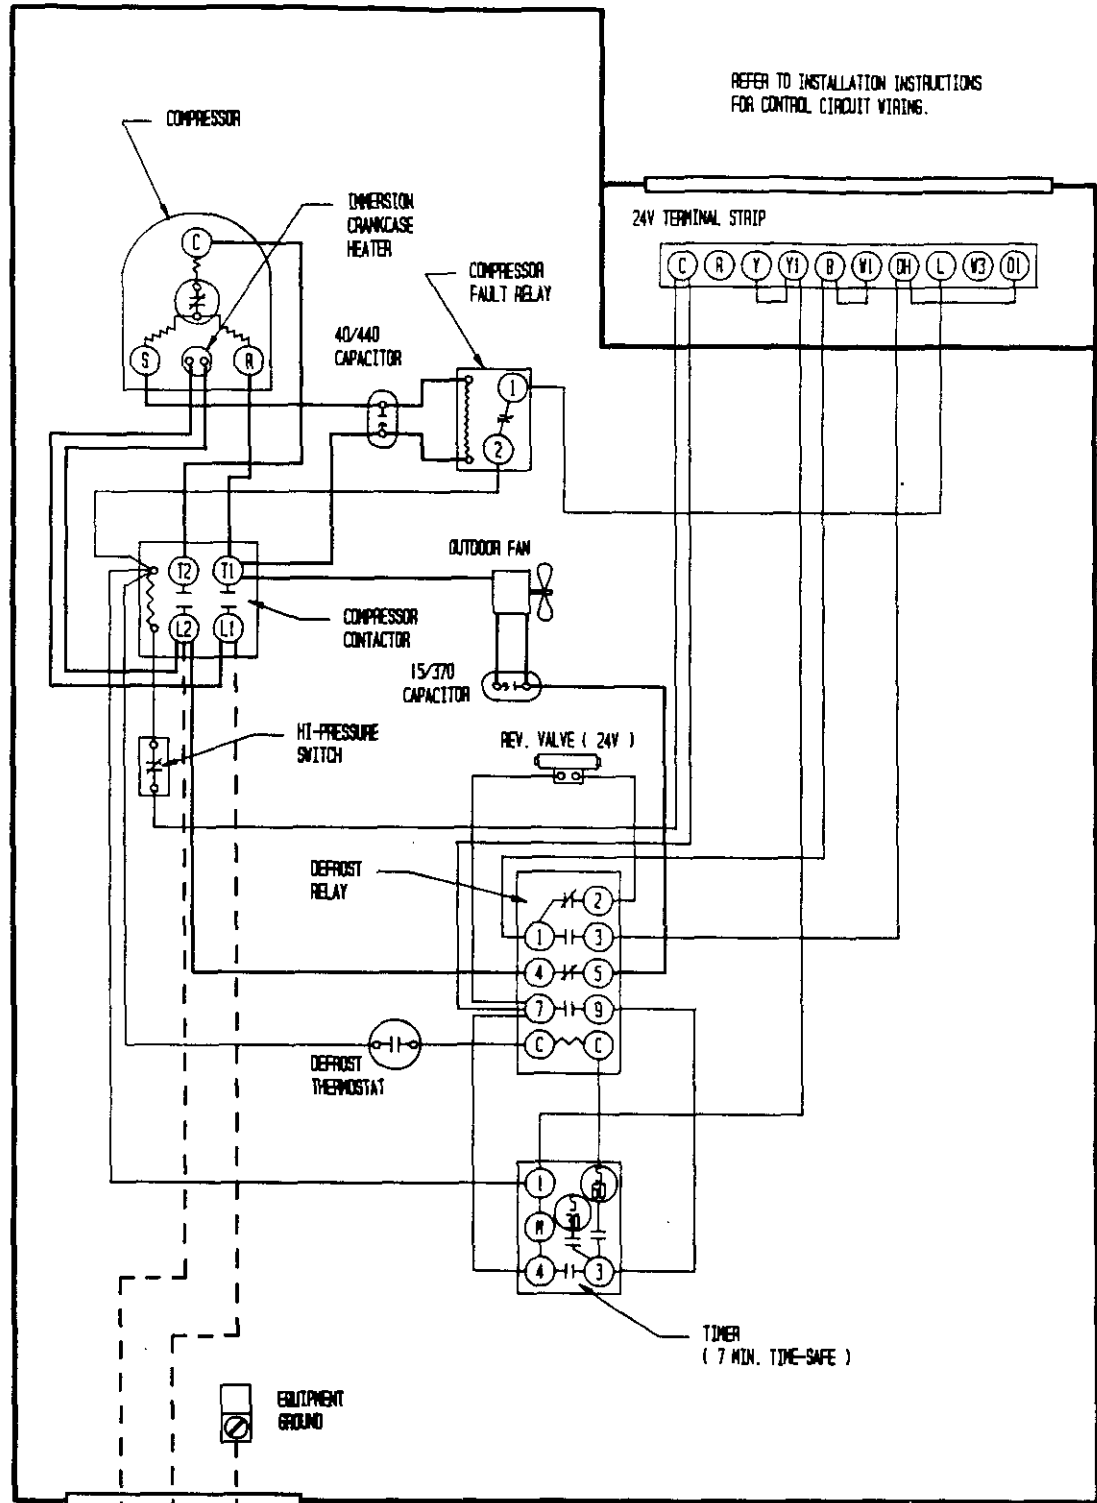 REFER TO INSTALLATION INSTRUCTIONS
FOR CONTROL CIRCUIT WIRING.
COMPRESSOR
IMMERSION
CRANKCASE
HEATER
24V TERMINAL STRIP
C R Y Y1 B W1 DH L W3 O1
C
COMPRESSOR
FAULT RELAY
40/440
CAPACITOR
S
R
1
2
OUTDOOR FAN
T2 T1
COMPRESSOR
CONTACTOR
L2 L1
15/370
CAPACITOR
HI-PRESSURE
SWITCH
REV. VALVE ( 24V )
DEFROST
RELAY
2
1 3
4 5
7 9
C C
DEFROST
THERMOSTAT
1
S
60
S
30
M
4 3
TIMER
( 7 MIN. TIME-SAFE )
EQUIPMENT
GROUND